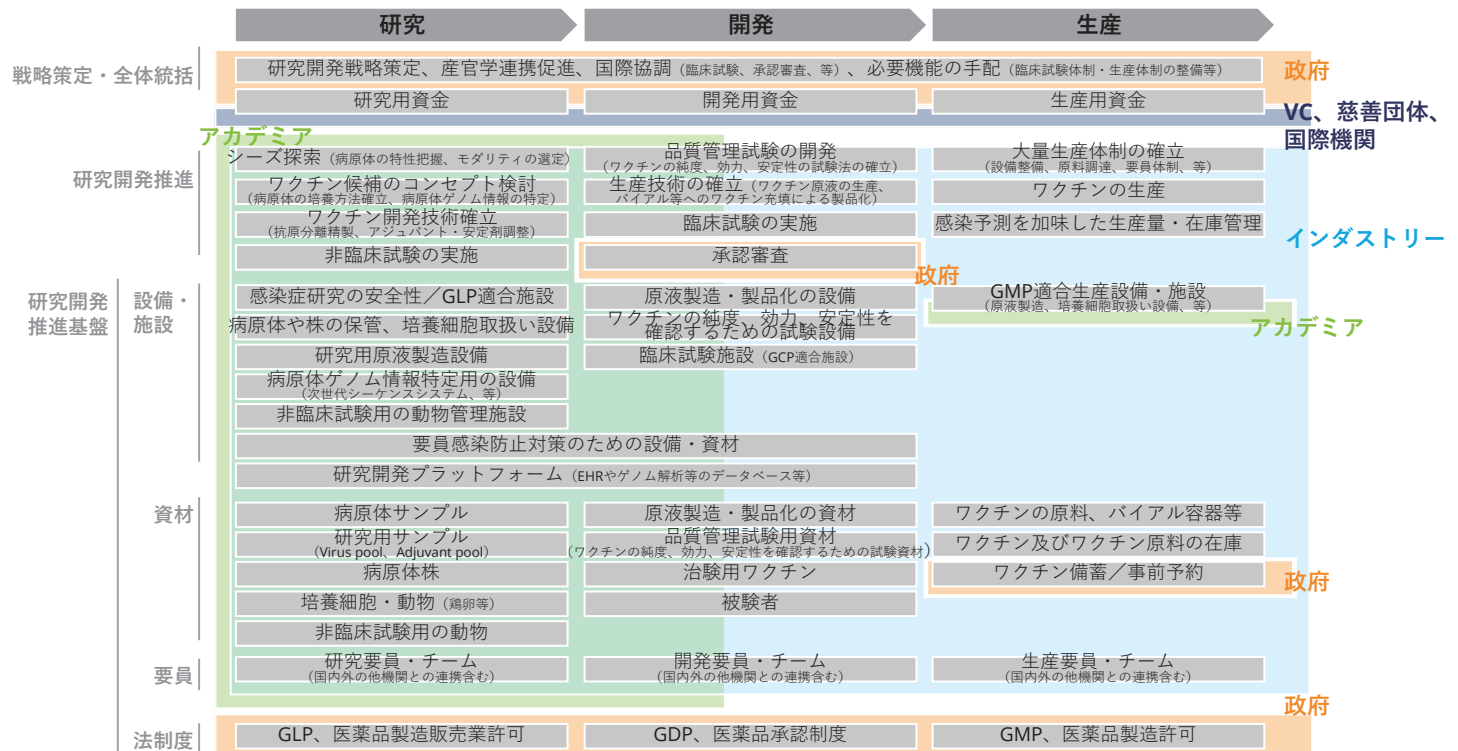 研究
開発
生産
戦略策定・全体統括
研究開発戦略策定、産官学連携促進、国際協調（臨床試験、承認審査、等）、必要機能の手配（臨床試験体制・生産体制の整備等）
政府
研究用資金
開発用資金
生産用資金
VC、慈善団体、
国際機関
アカデミア
研究開発推進
シーズ探索（病原体の特性把握、モダリティの選定）
品質管理試験の開発
（ワクチンの純度、効力、安定性の試験法の確立）
大量生産体制の確立
（設備整備、原料調達、要員体制、等）
ワクチン候補のコンセプト検討
（病原体の培養方法確立、病原体ゲノム情報の特定）
生産技術の確立（ワクチン原液の生産、
バイアル等へのワクチン充填による製品化）
ワクチンの生産
ワクチン開発技術確立
（抗原分離精製、アジュバント・安定剤調整）
臨床試験の実施
感染予測を加味した生産量・在庫管理
インダストリー
非臨床試験の実施
承認審査
政府
研究開発
推進基盤
設備・
施設
感染症研究の安全性／GLP適合施設
原液製造・製品化の設備
GMP適合生産設備・施設
（原液製造、培養細胞取扱い設備、等）
アカデミア
病原体や株の保管、培養細胞取扱い設備
ワクチンの純度、効力、安定性を
確認するための試験設備
研究用原液製造設備
臨床試験施設（GCP適合施設）
病原体ゲノム情報特定用の設備
（次世代シーケンスシステム、等）
非臨床試験用の動物管理施設
要員感染防止対策のための設備・資材
研究開発プラットフォーム（EHRやゲノム解析等のデータベース等）
資材
病原体サンプル
原液製造・製品化の資材
ワクチンの原料、バイアル容器等
研究用サンプル
（Virus pool、Adjuvant pool）
品質管理試験用資材
（ワクチンの純度、効力、安定性を確認するための試験資材）
ワクチン及びワクチン原料の在庫
病原体株
治験用ワクチン
ワクチン備蓄／事前予約
政府
培養細胞・動物（鶏卵等）
被験者
非臨床試験用の動物
要員
研究要員・チーム
（国内外の他機関との連携含む）
開発要員・チーム
（国内外の他機関との連携含む）
生産要員・チーム
（国内外の他機関との連携含む）
政府
法制度
GLP、医薬品製造販売業許可
GDP、医薬品承認制度
GMP、医薬品製造許可